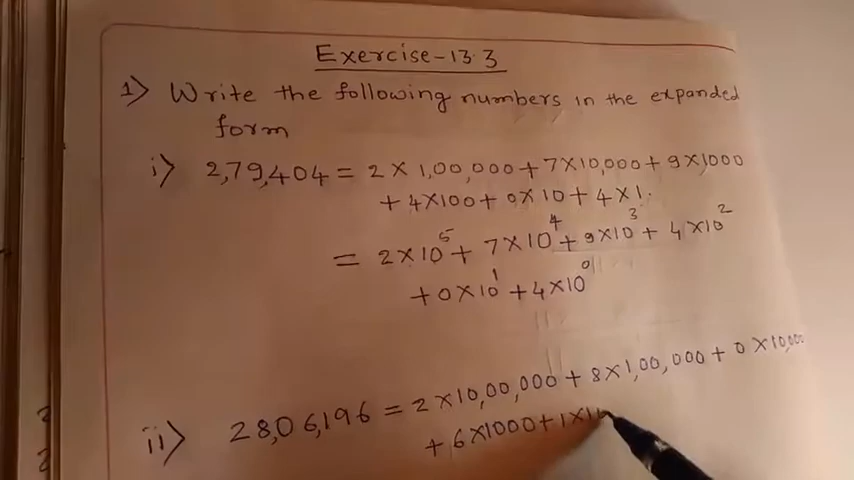 Exercise-13.3
1) Write the following numbers in the expanded
form
i) 2,79,404 = 2 × 1,00,000 + 7×10,000 + 9×1000
+ 4×100 + 0×10 + 4×1.
= 2×10⁵ + 7×10⁴ + 9×10³ + 4×10²
+ 0×10¹ + 4×10⁰
ii) 28,06,196 = 2×10,00,000 + 8×1,00,000 + 0×10,000
+ 6×1000 + 1×1